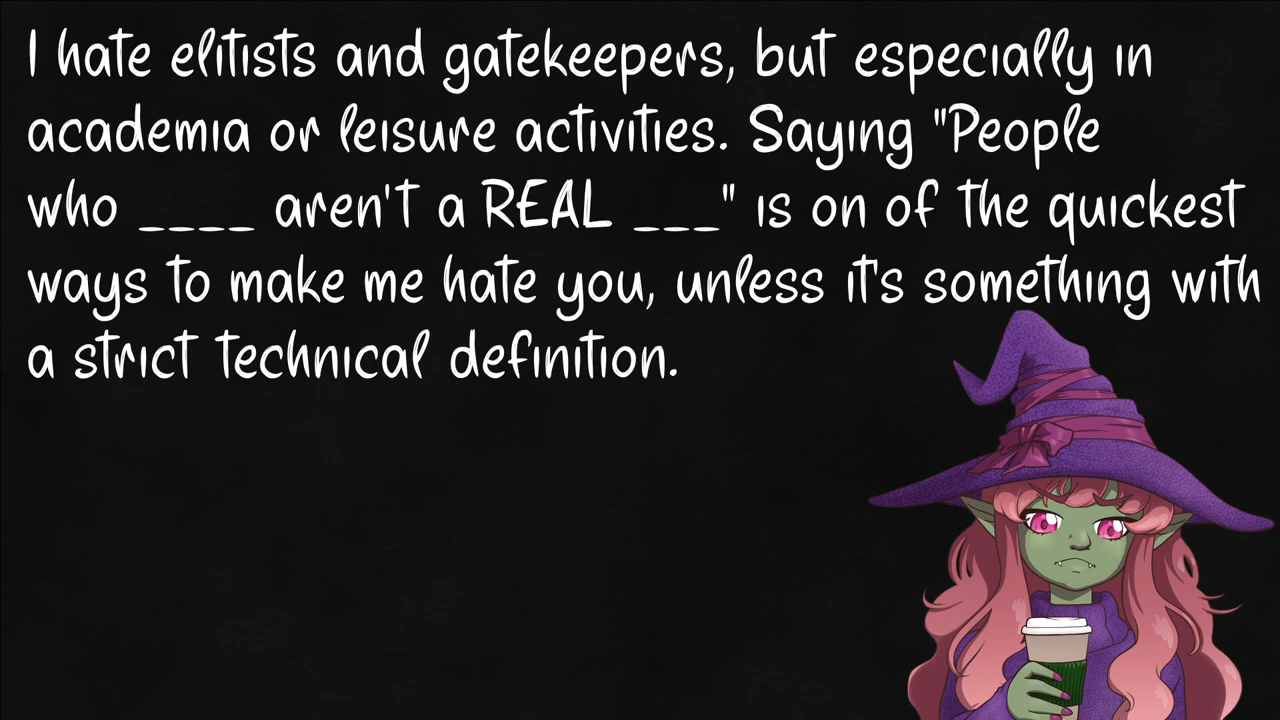 I hate elitists and gatekeepers, but especially in
academia or leisure activities. Saying "People
who ____ aren't a REAL ___" is on of the quickest
ways to make me hate you, unless it's something with
a strict technical definition.